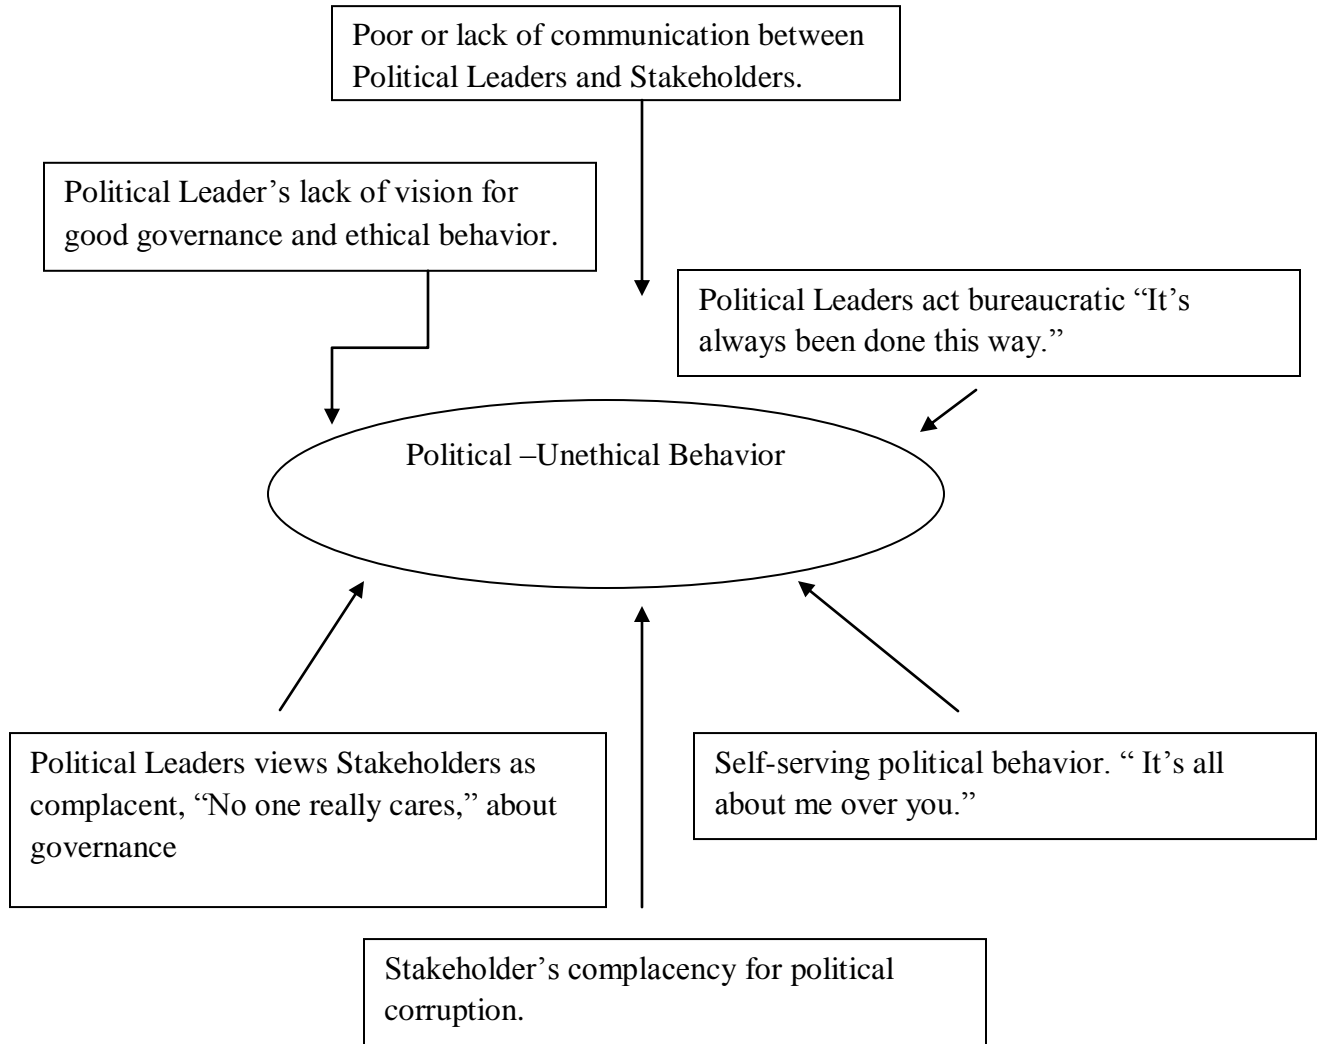 Poor or lack of communication between
Political Leaders and Stakeholders.
Political Leader’s lack of vision for
good governance and ethical behavior.
Political Leaders act bureaucratic “It’s
always been done this way.”
Political –Unethical Behavior
Political Leaders views Stakeholders as
complacent, “No one really cares,” about
governance
Self-serving political behavior. “ It’s all
about me over you.”
Stakeholder’s complacency for political
corruption.